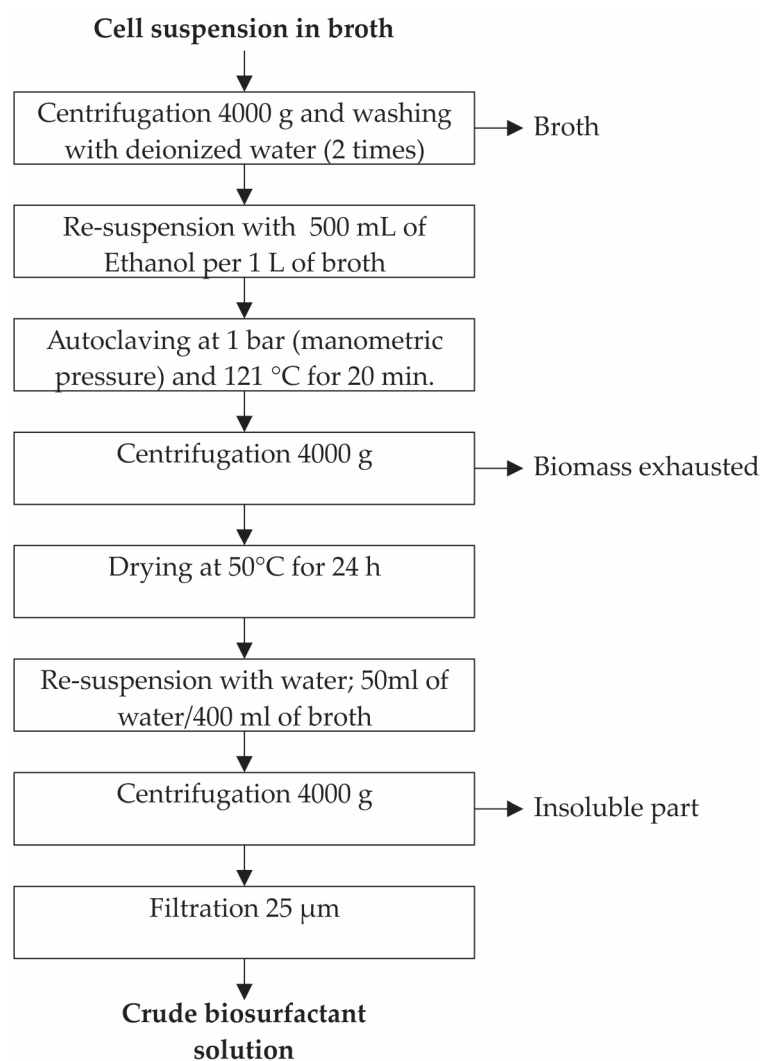 Cell suspension in broth
Centrifugation 4000 g and washing
with deionized water (2 times)
Broth
Re-suspension with 500 mL of
Ethanol per 1 L of broth
Autoclaving at 1 bar (manometric
pressure) and 121 °C for 20 min.
Centrifugation 4000 g
Biomass exhausted
Drying at 50°C for 24 h
Re-suspension with water; 50ml of
water/400 ml of broth
Centrifugation 4000 g
Insoluble part
Filtration 25 µm
Crude biosurfactant
solution